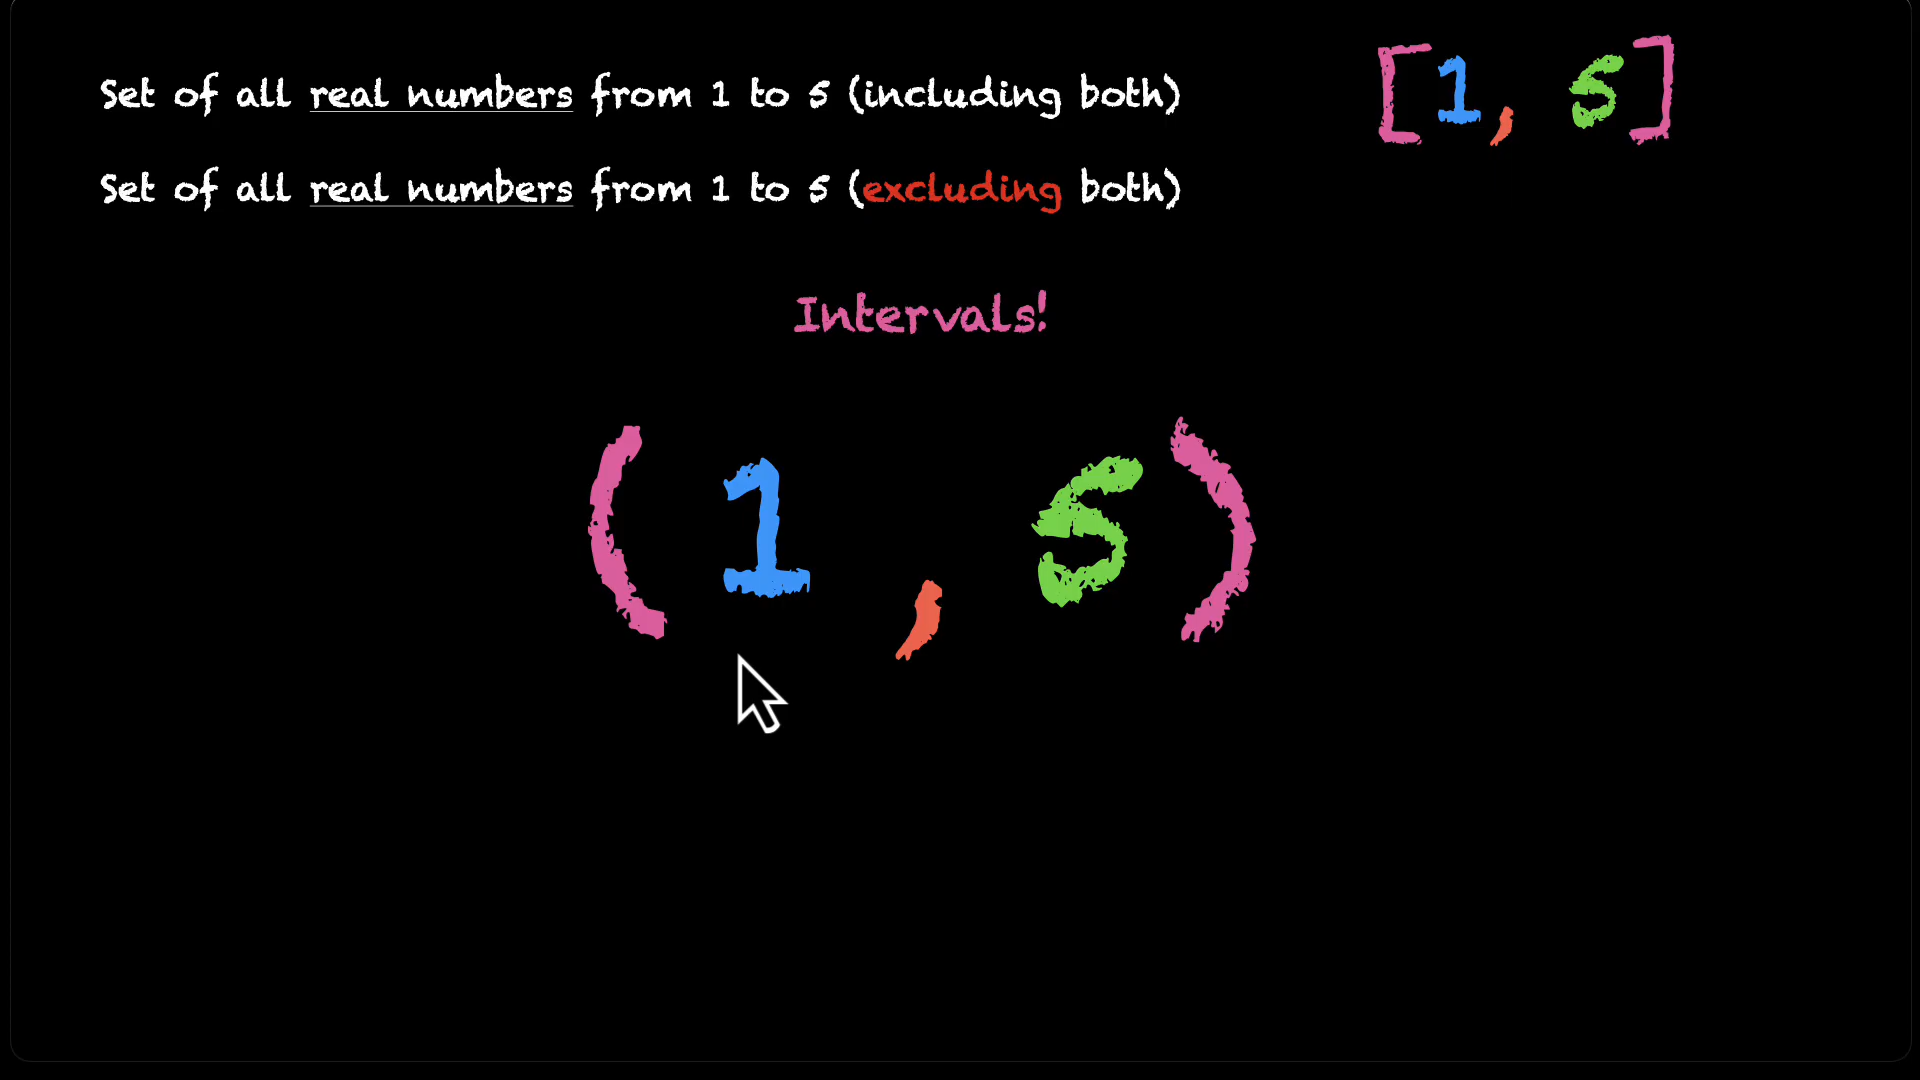 Set of all real numbers from 1 to 5 (including both) [1, 5]
Set of all real numbers from 1 to 5 (excluding both)
Intervals!
(1, 5)